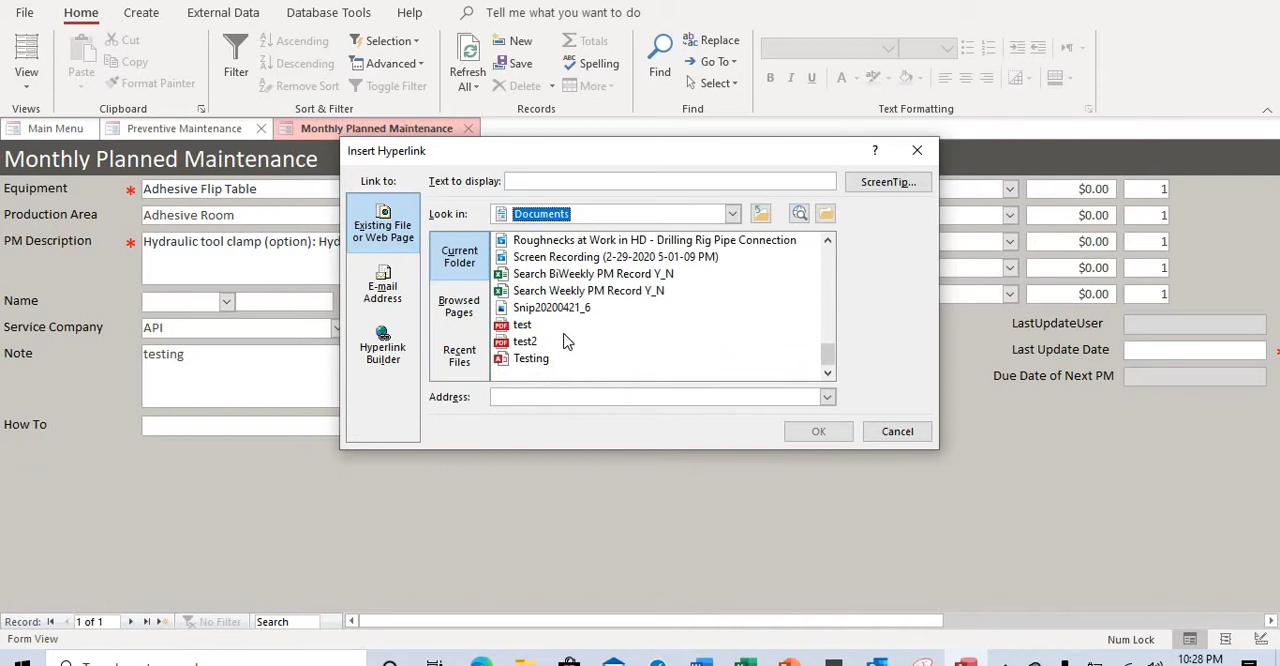 File Home Create External Data Database Tools Help Tell me what you want to do
View Paste Cut Copy Format Painter Filter Ascending Descending Remove Sort Selection Advanced Toggle Filter Refresh All New Save Delete Totals Spelling More Find Replace Go To Select B I U A
Views Clipboard Sort & Filter Records Find Text Formatting
Main Menu Preventive Maintenance Monthly Planned Maintenance
Monthly Planned Maintenance
Equipment * Adhesive Flip Table
Production Area Adhesive Room
PM Description * Hydraulic tool clamp (option): Hyd
Name
Service Company API
Note testing
How To
Insert Hyperlink ?
Link to: Text to display: ScreenTip...
Existing File or Web Page
E-mail Address
Hyperlink Builder
Look in: Documents
Current Folder
Browsed Pages
Recent Files
Roughnecks at Work in HD - Drilling Rig Pipe Connection
Screen Recording (2-29-2020 5-01-09 PM)
Search BiWeekly PM Record Y_N
Search Weekly PM Record Y_N
Snip20200421_6
PDF test
PDF test2
A Testing
Address:
OK Cancel
$0.00 1
$0.00 1
$0.00 1
$0.00 1
$0.00 1
LastUpdateUser
Last Update Date *
Due Date of Next PM
Record: 1 of 1 No Filter Search
Form View Num Lock
10:28 PM